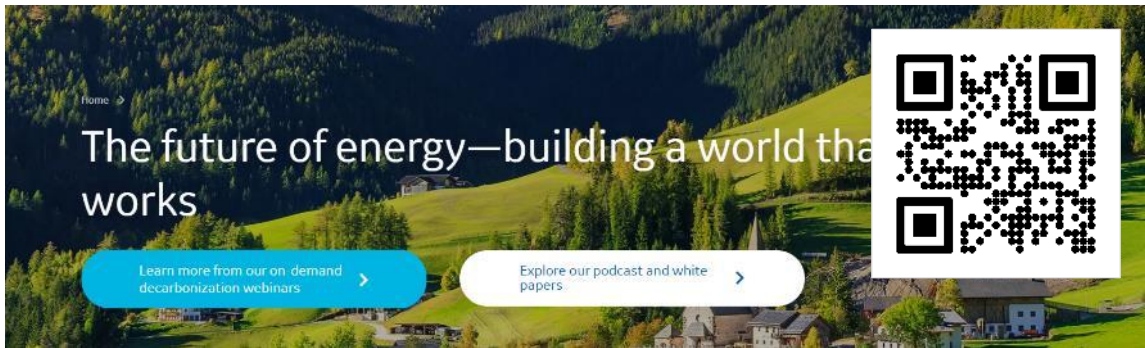 Home >
The future of energy—building a world tha
works
Learn more from our on-demand
decarbonization webinars
Explore our podcast and white
papers